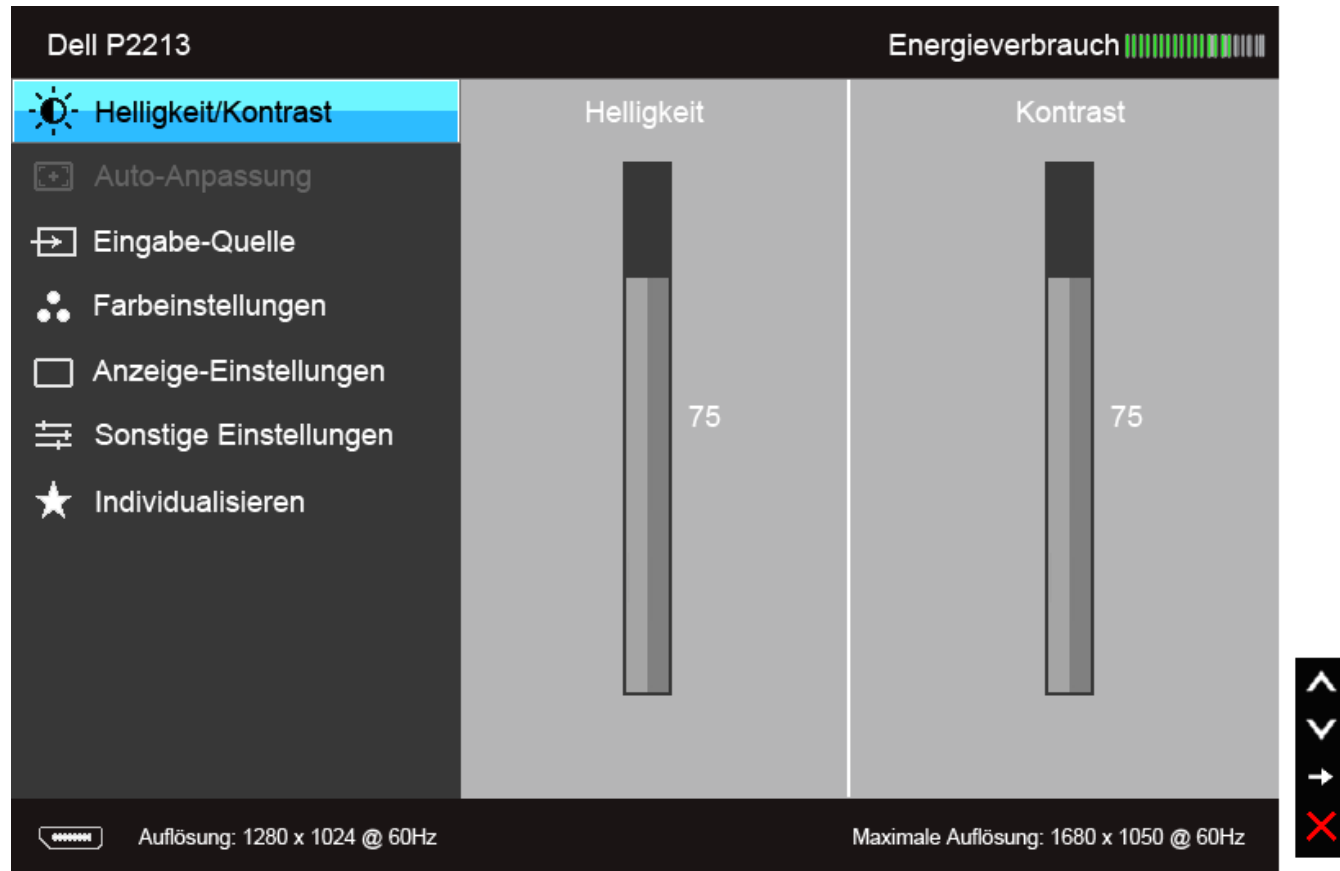 Dell P2213
Energieverbrauch
Helligkeit/Kontrast
Auto-Anpassung
Eingabe-Quelle
Farbeinstellungen
Anzeige-Einstellungen
Sonstige Einstellungen
Individualisieren
Helligkeit
75
Kontrast
75
Auflösung: 1280 x 1024 @ 60Hz
Maximale Auflösung: 1680 x 1050 @ 60Hz